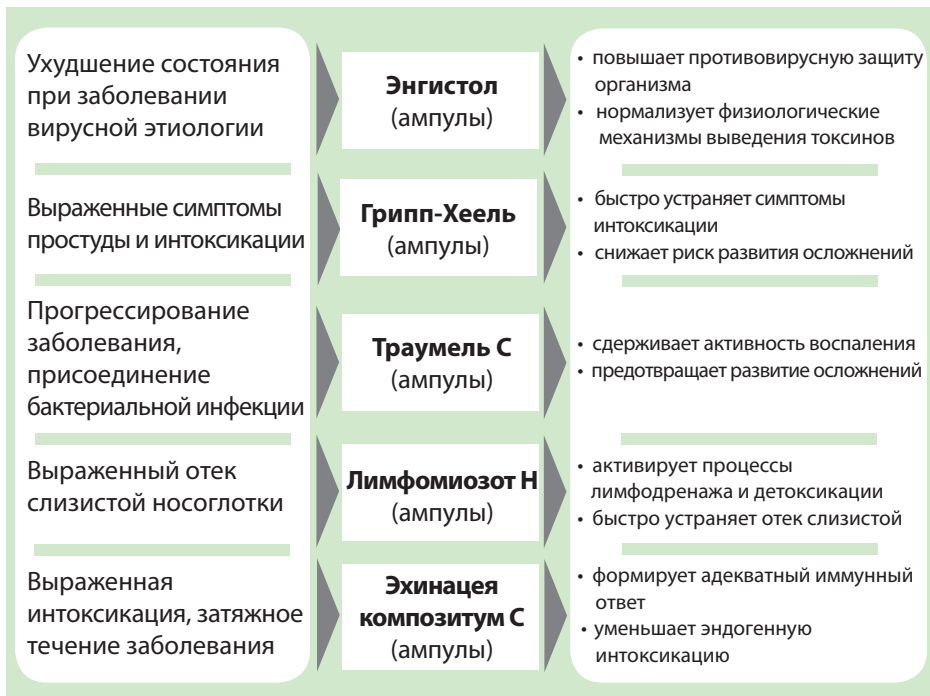 Ухудшение состояния
при заболевании
вирусной этиологии
Энгистол
(ампулы)
• повышает противовирусную защиту
организма
• нормализует физиологические
механизмы выведения токсинов
Выраженные симптомы
простуды и интоксикации
Грипп-Хеель
(ампулы)
• быстро устраняет симптомы
интоксикации
• снижает риск развития осложнений
Прогрессирование
заболевания,
присоединение
бактериальной инфекции
Траумель С
(ампулы)
• сдерживает активность воспаления
• предотвращает развитие осложнений
Выраженный отек
слизистой носоглотки
Лимфомиозот Н
(ампулы)
• активирует процессы
лимфодренажа и детоксикации
• быстро устраняет отек слизистой
Выраженная
интоксикация, затяжное
течение заболевания
Эхинацея
композитум С
(ампулы)
• формирует адекватный иммунный
ответ
• уменьшает эндогенную
интоксикацию